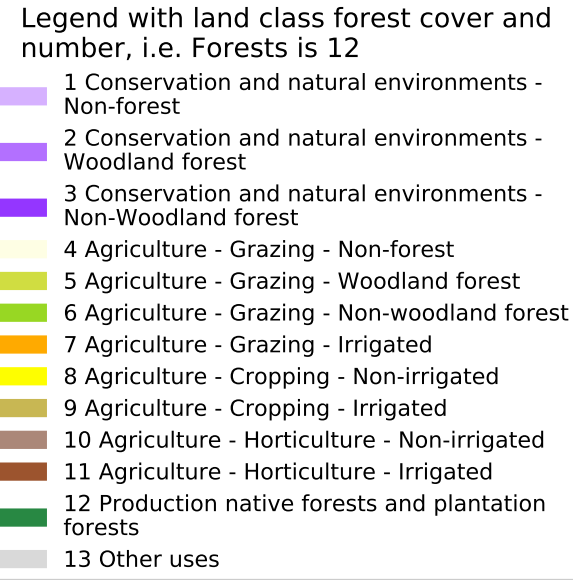 Legend with land class forest cover and
number, i.e. Forests is 12
1 Conservation and natural environments -
Non-forest
2 Conservation and natural environments -
Woodland forest
3 Conservation and natural environments -
Non-Woodland forest
4 Agriculture - Grazing - Non-forest
5 Agriculture - Grazing - Woodland forest
6 Agriculture - Grazing - Non-woodland forest
7 Agriculture - Grazing - Irrigated
8 Agriculture - Cropping - Non-irrigated
9 Agriculture - Cropping - Irrigated
10 Agriculture - Horticulture - Non-irrigated
11 Agriculture - Horticulture - Irrigated
12 Production native forests and plantation
forests
13 Other uses